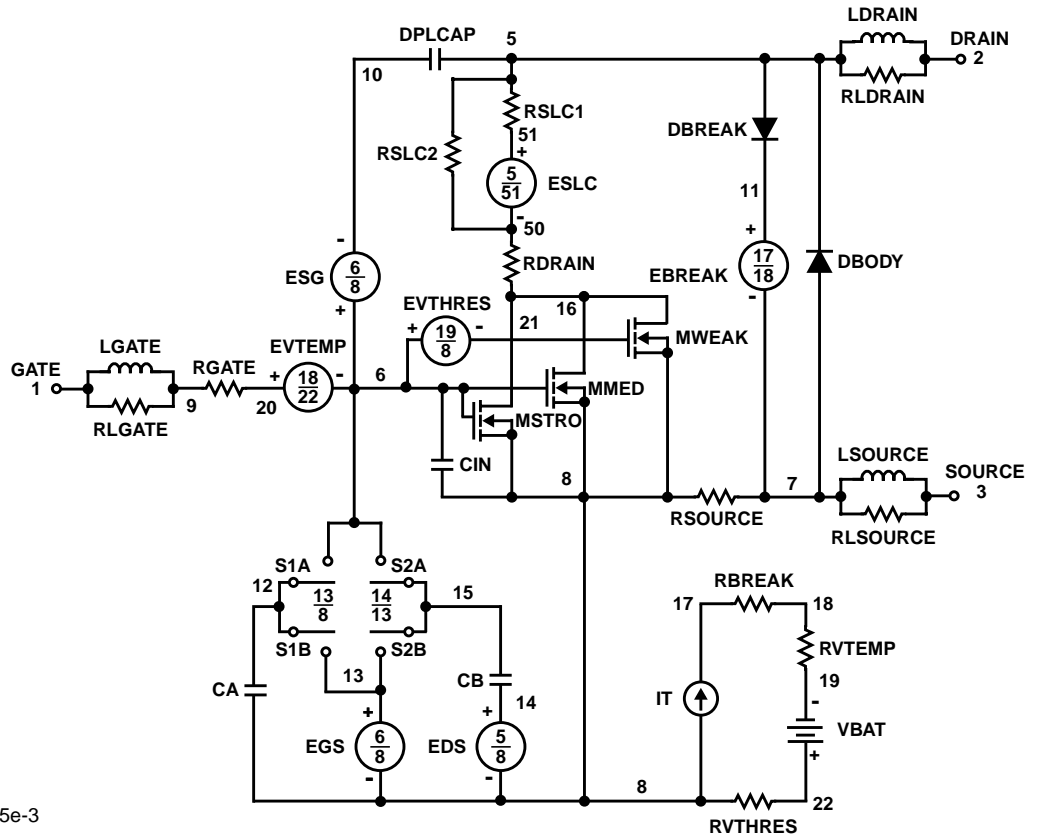 LDRAIN
DPLCAP
5
DRAIN
2
10
RLDRAIN
RSLC1
DBREAK
51
+
RSLC2
5
51
ESLC
11
-
50
+
-
RDRAIN
17
18
EBREAK
DBODY
6
8
ESG
EVTHRES
16
-
+
21
+
19
8
-
MWEAK
LGATE
EVTEMP
GATE
1
RGATE
+
18
22
-
6
MMED
9
20
MSTRO
RLGATE
LSOURCE
CIN
8
7
SOURCE
3
RSOURCE
RLSOURCE
S1A
S2A
12
13
8
14
13
15
RBREAK
17
18
S1B
S2B
RVTEMP
13
CB
19
CA
14
IT
-
+
+
VBAT
EGS
6
8
EDS
5
8
+
-
-
8
22
5e-3
RVTHRES